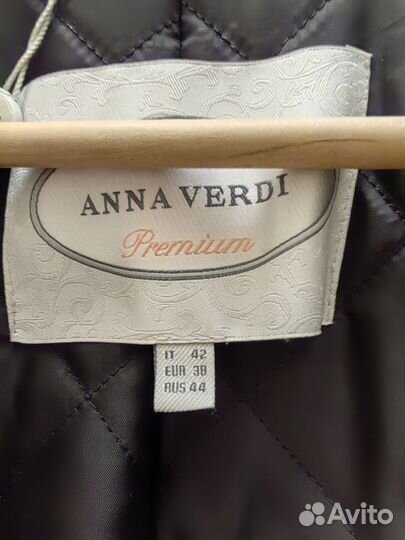 ANNA VERDI
Premium
IT 42
EUR 38
RUS 44
Avito